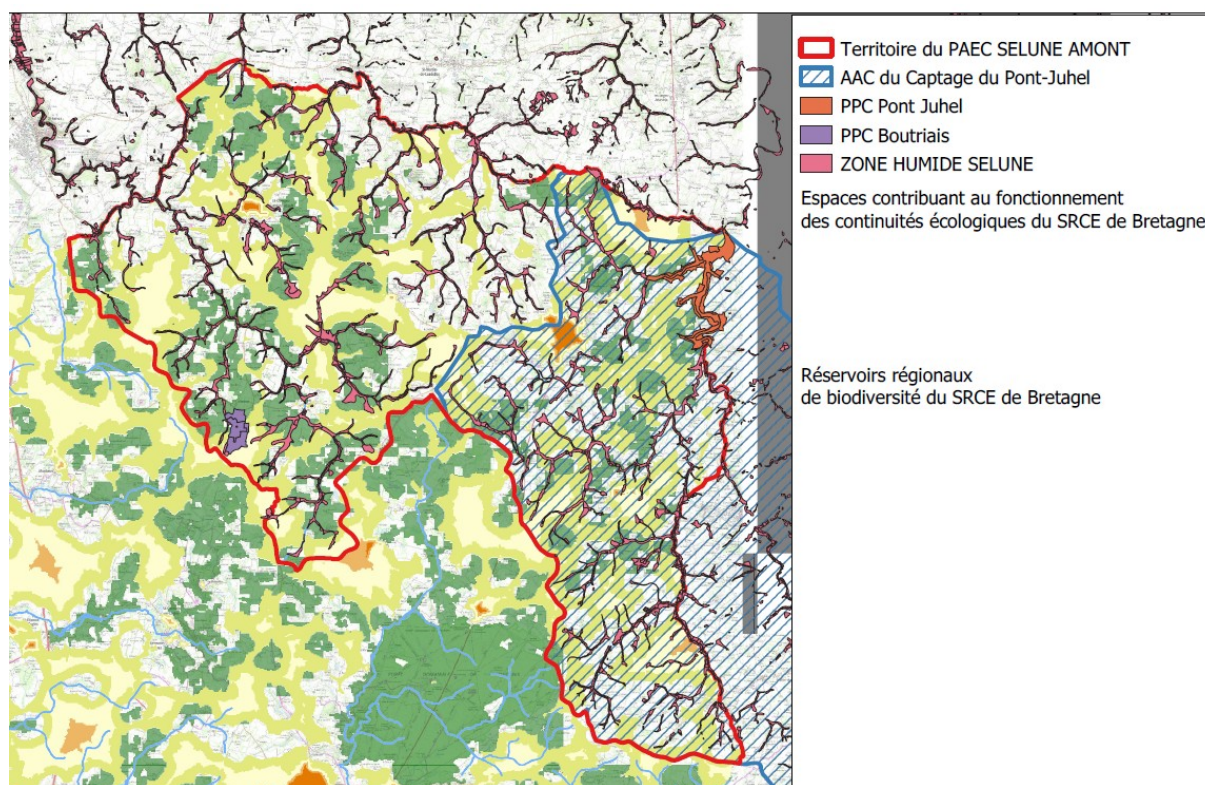 Territoire du PAEC SELUNE AMONT
AAC du Captage du Pont-Juhel
PPC Pont Juhel
PPC Boutriais
ZONE HUMIDE SELUNE
Espaces contribuant au fonctionnement
des continuités écologiques du SRCE de Bretagne
Réservoirs régionaux
de biodiversité du SRCE de Bretagne